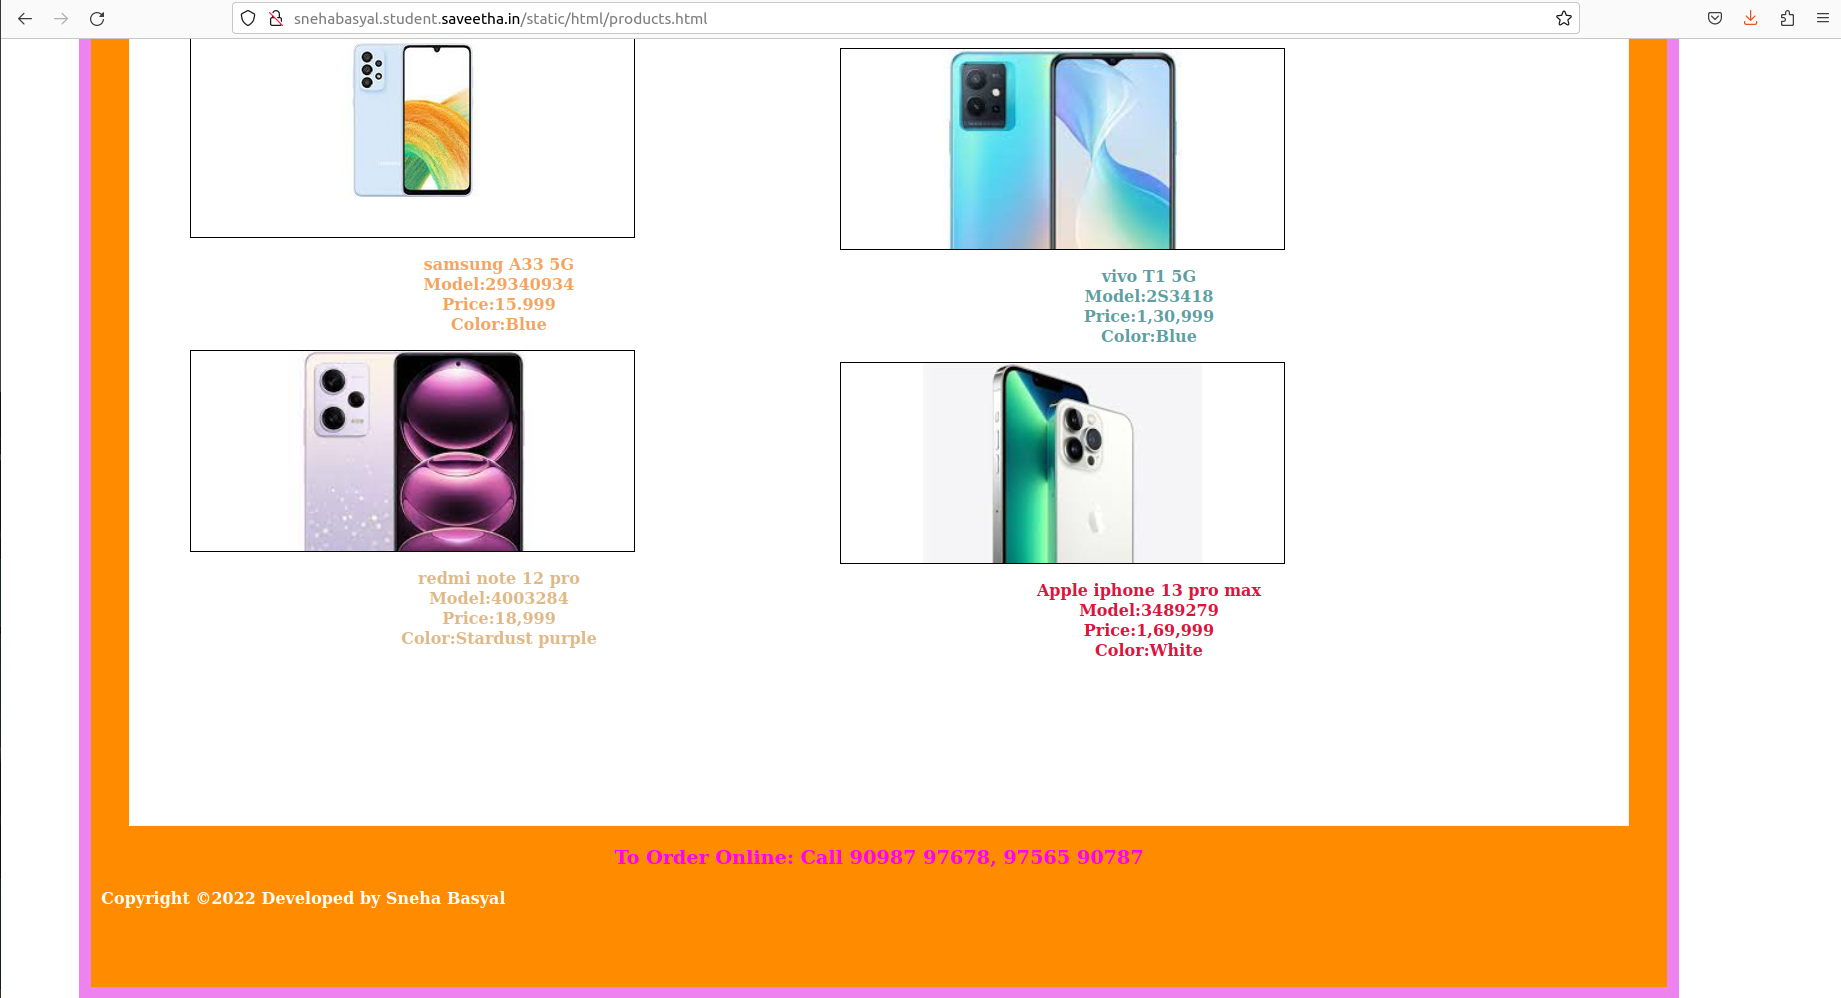 snehabasyal.student.saveetha.in/static/html/products.html
samsung A33 5G
Model:29340934
Price:15.999
Color:Blue
vivo T1 5G
Model:2S3418
Price:1,30,999
Color:Blue
redmi note 12 pro
Model:4003284
Price:18,999
Color:Stardust purple
Apple iphone 13 pro max
Model:3489279
Price:1,69,999
Color:White
To Order Online: Call 90987 97678, 97565 90787
Copyright ©2022 Developed by Sneha Basyal